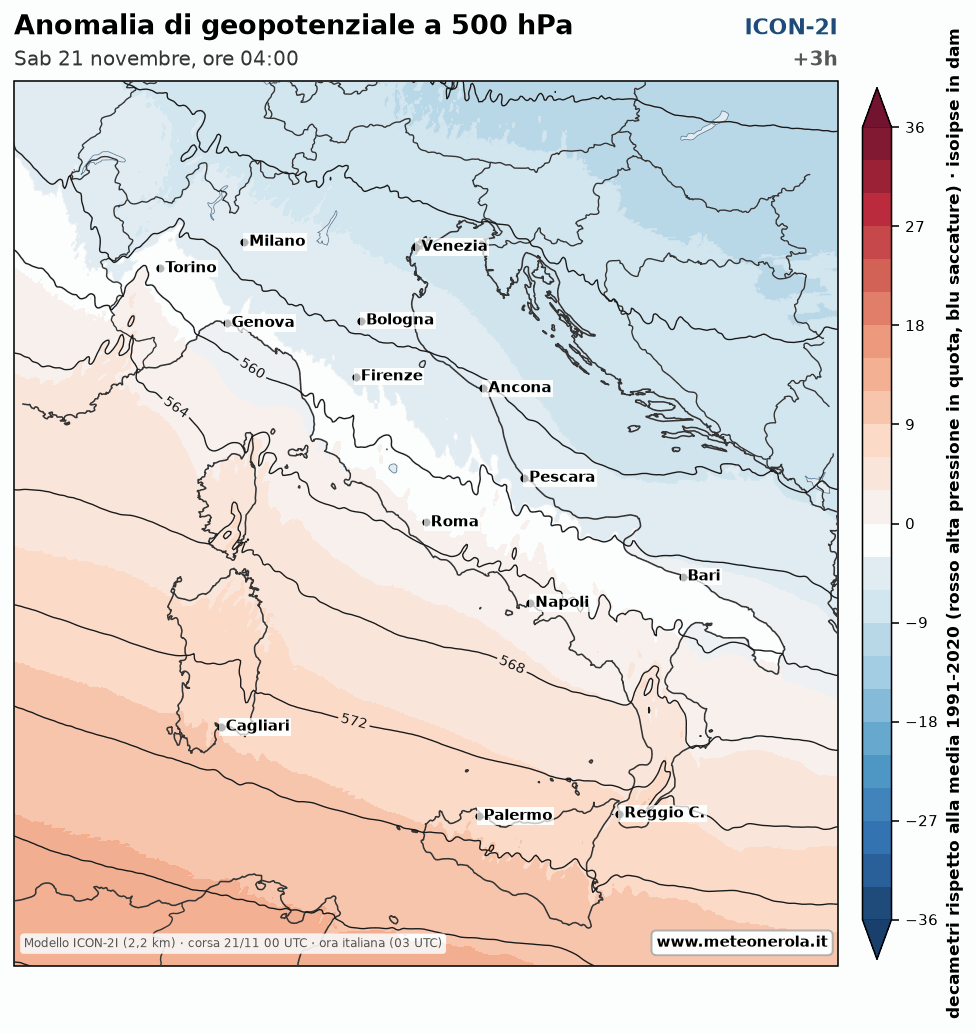 Anomalia di geopotenziale a 500 hPa
ICON-2I
Sab 21 novembre, ore 04:00
+3h
Milano
Venezia
Torino
Genova
Bologna
560
Firenze
Ancona
564
Pescara
Roma
Bari
Napoli
568
572
Cagliari
Palermo
Reggio C.
Modello ICON-2I (2,2 km) · corsa 21/11 00 UTC · ora italiana (03 UTC)
www.meteonerola.it
36
27
18
9
0
−9
−18
−27
−36
decametri rispetto alla media 1991-2020 (rosso alta pressione in quota, blu saccature) · isoipse in dam